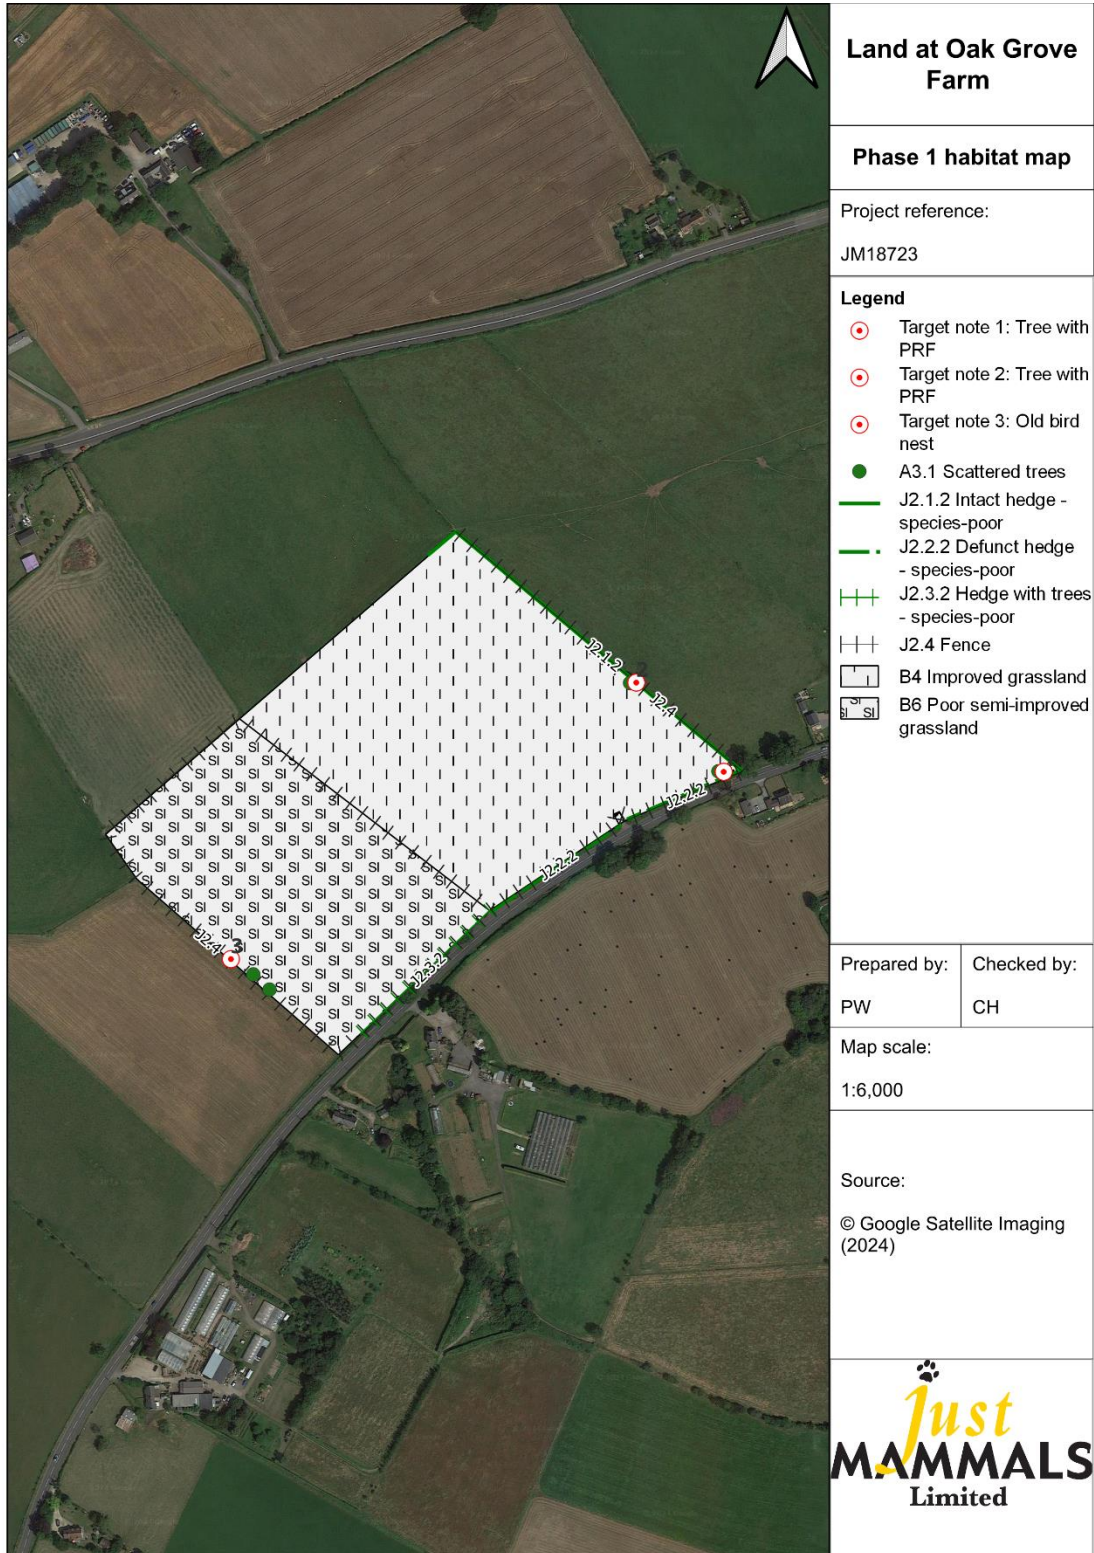 Land at Oak Grove
Farm
Phase 1 habitat map
Project reference:
JM18723
Legend
Target note 1: Tree with
PRF
Target note 2: Tree with
PRF
Target note 3: Old bird
nest
A3.1 Scattered trees
J2.1.2 Intact hedge -
species-poor
J2.2.2 Defunct hedge
- species-poor
J2.3.2 Hedge with trees
- species-poor
J2.4 Fence
B4 Improved grassland
SI
SI SI
B6 Poor semi-improved
grassland
Prepared by:
PW
Checked by:
CH
Map scale:
1:6,000
Source:
© Google Satellite Imaging
(2024)
just
MAMMALS
Limited
J2.1.2
2
J2.4
J2.2.2
J2.2.2
J2.3.2
J2.4
3